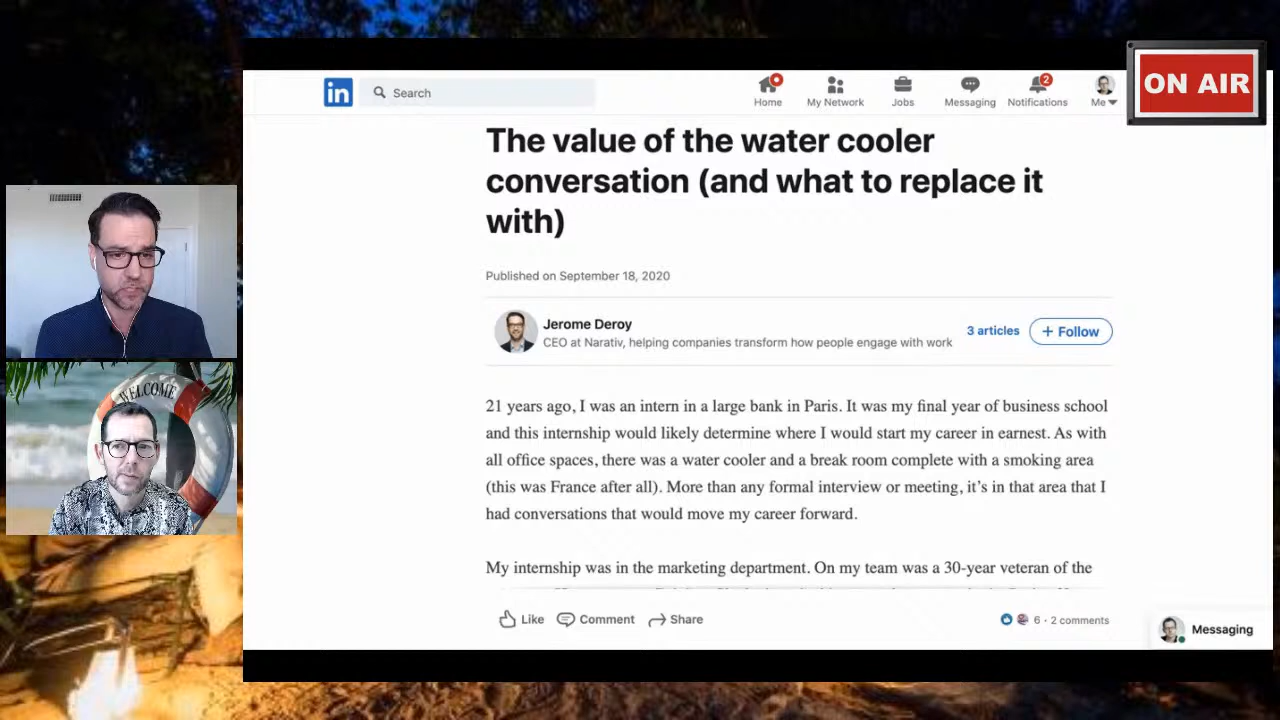 in
Search
Home
My Network
Jobs
Messaging
2
Notifications
Me
ON AIR
The value of the water cooler
conversation (and what to replace it
with)
Published on September 18, 2020
Jerome Deroy
CEO at Narativ, helping companies transform how people engage with work
3 articles
+ Follow
WELCOME
21 years ago, I was an intern in a large bank in Paris. It was my final year of business school
and this internship would likely determine where I would start my career in earnest. As with
all office spaces, there was a water cooler and a break room complete with a smoking area
(this was France after all). More than any formal interview or meeting, it's in that area that I
had conversations that would move my career forward.
My internship was in the marketing department. On my team was a 30-year veteran of the
Like
Comment
Share
6 · 2 comments
Messaging